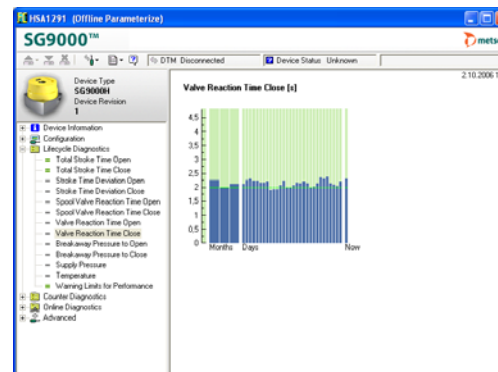 HSA1291 (Offline Parameterize)
SG9000™
metso
DTM Disconnected
Device Status Unknown
Device Type
SG9000H
Device Revision
1
2.10.2006
Device Information
Configuration
Lifecycle Diagnostics
Total Stroke Time Open
Total Stroke Time Close
Stroke Time Deviation Open
Stroke Time Deviation Close
Spool Valve Reaction Time Open
Spool Valve Reaction Time Close
Valve Reaction Time Open
Valve Reaction Time Close
Breakaway Pressure to Open
Breakaway Pressure to Close
Supply Pressure
Temperature
Warning Limits for Performance
Counter Diagnostics
Online Diagnostics
Advanced
Valve Reaction Time Close [s]
4,5
4
3,5
3
2,5
2
1,5
1
0,5
0
Months Days Now